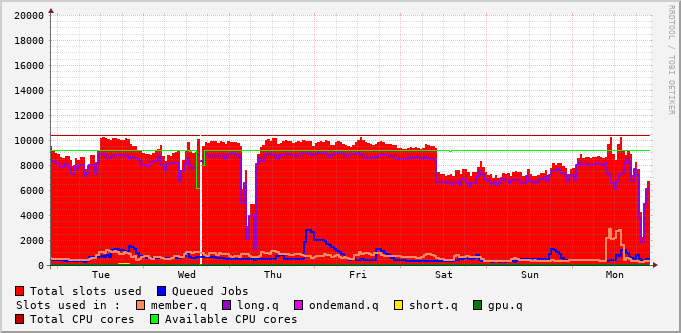 20000
18000
16000
14000
12000
10000
8000
6000
4000
2000
0
Tue Wed Thu Fri Sat Sun Mon
Total slots used Queued Jobs
Slots used in : member.q long.q ondemand.q short.q gpu.q
Total CPU cores Available CPU cores
RRDTOOL / TOBI OETIKER